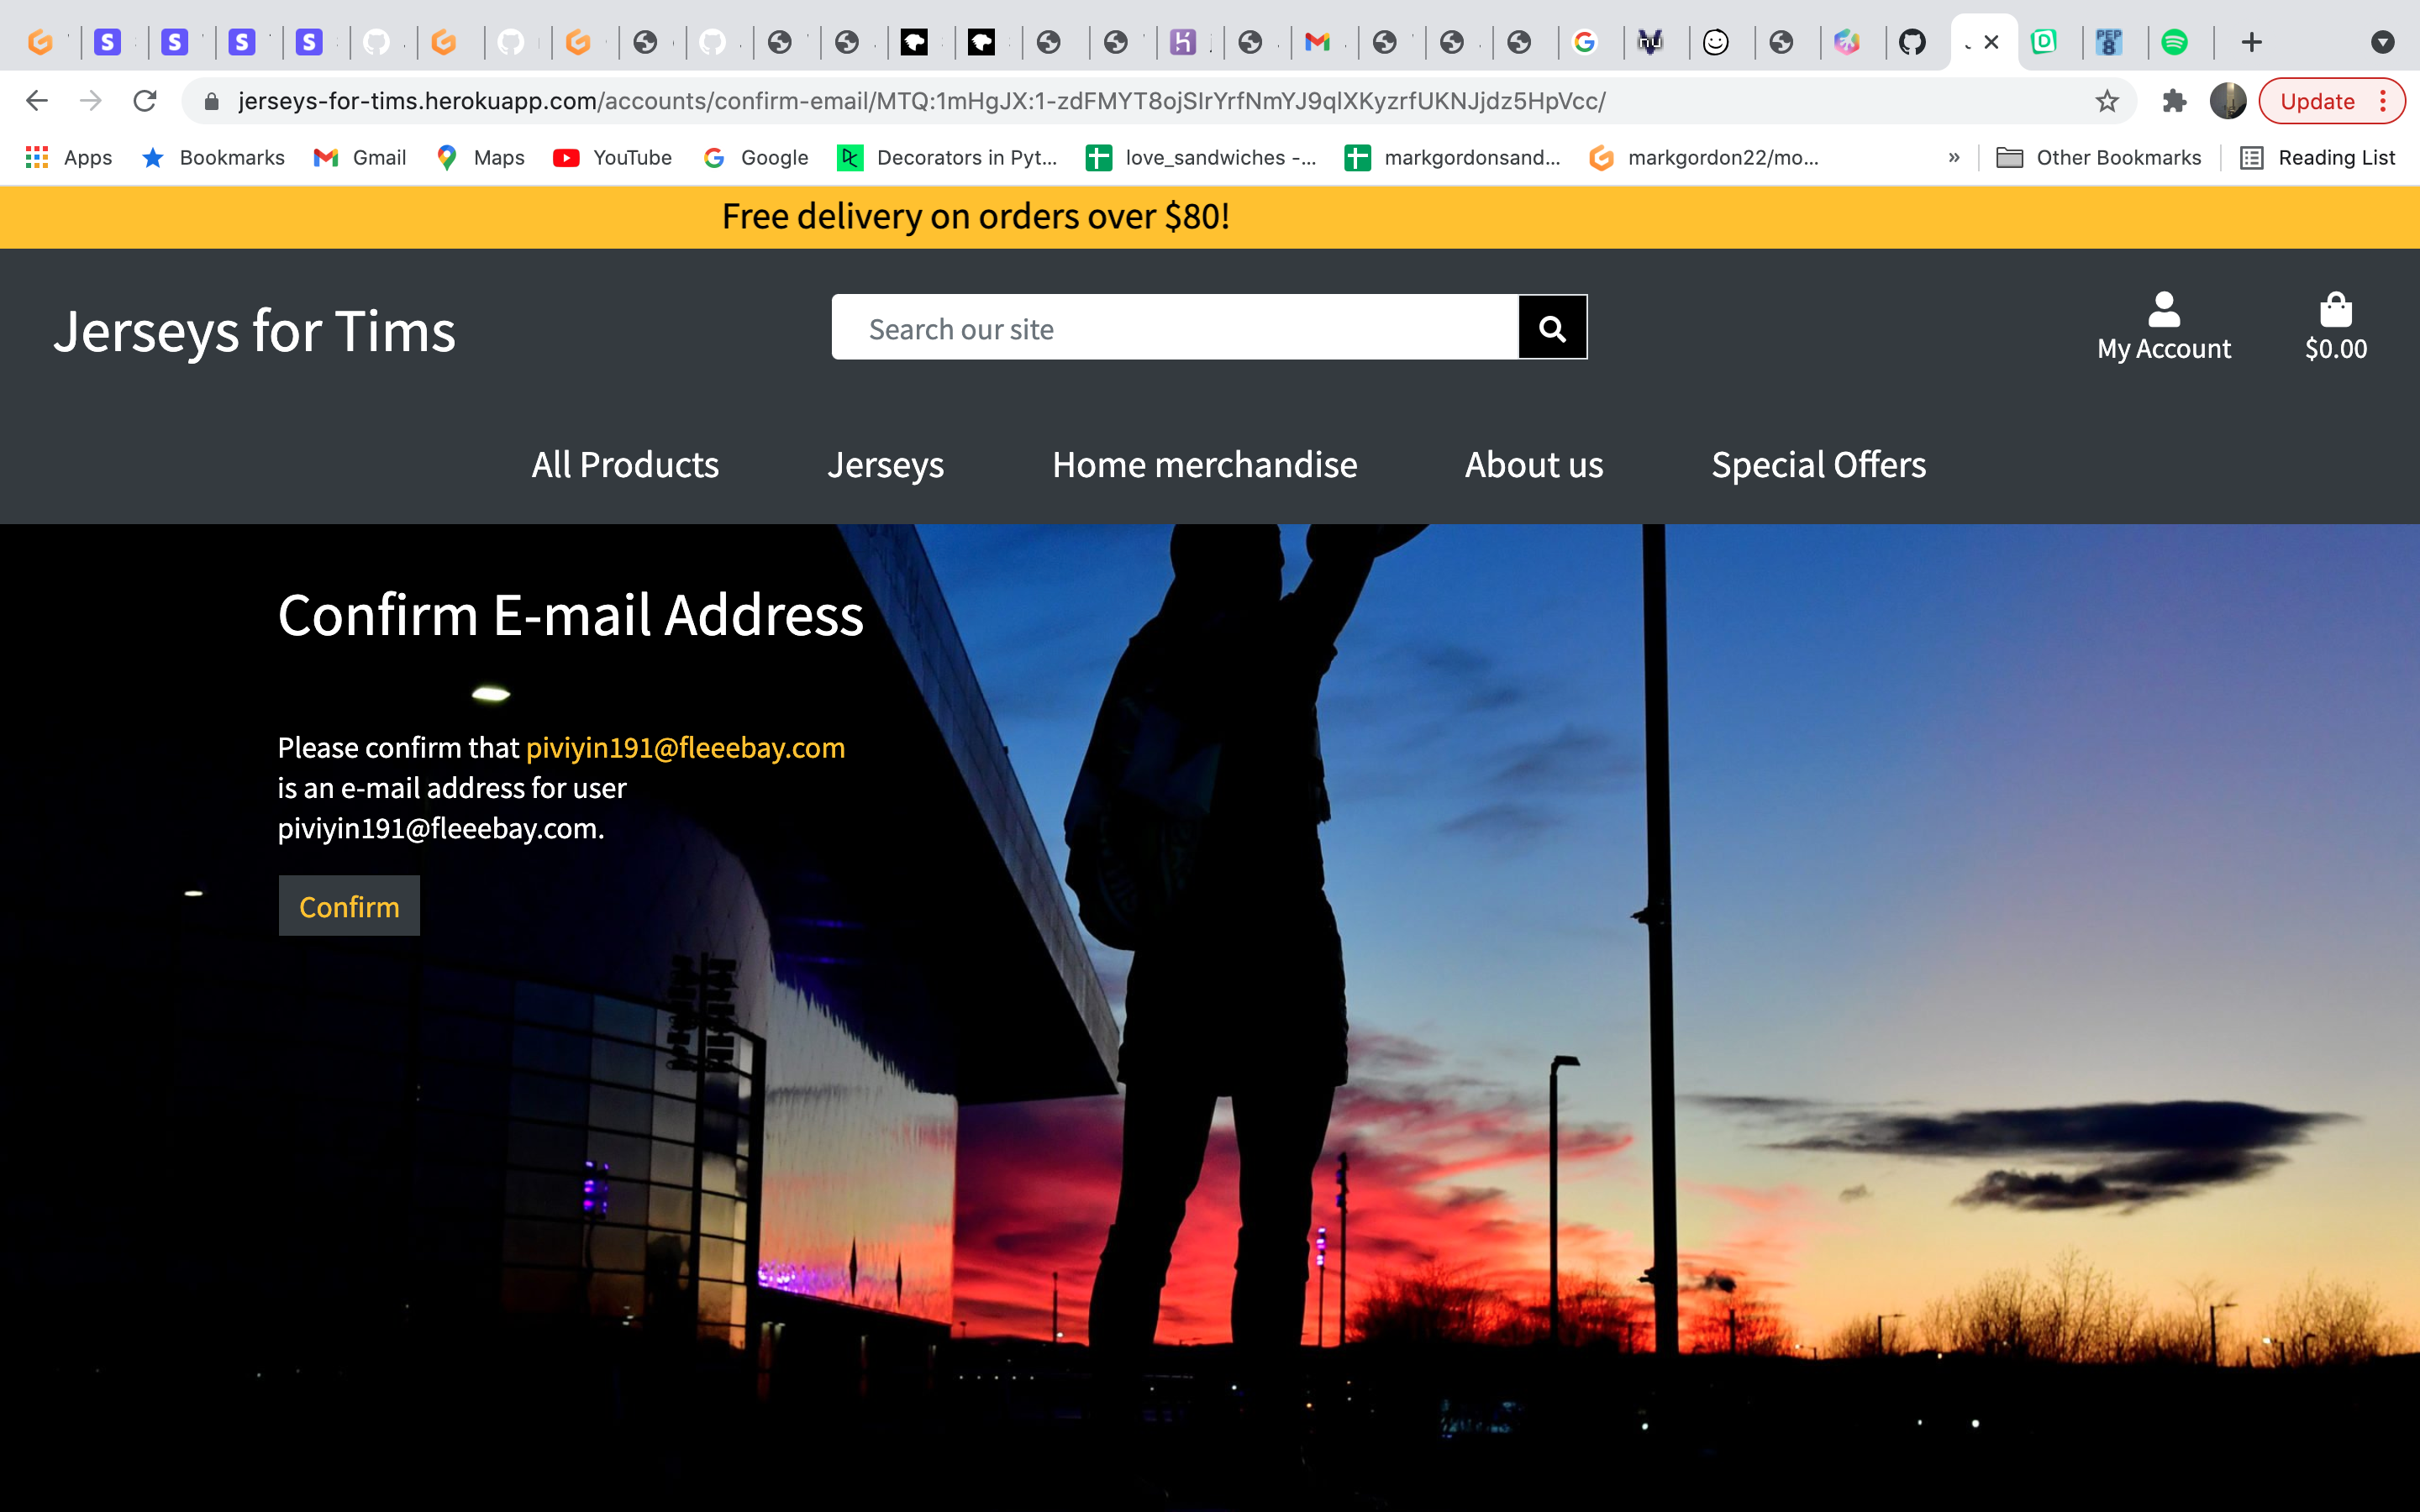 jerseys-for-tims.herokuapp.com/accounts/confirm-email/MTQ:1mHgJX:1-zdFMYT8ojSIrYrfNmYJ9qlXKyzrfUKNJjdz5HpVcc/
Update
Apps Bookmarks Gmail Maps YouTube Google Decorators in Pyt... love_sandwiches -... markgordonsand... markgordon22/mo... » Other Bookmarks Reading List
Free delivery on orders over $80!
Jerseys for Tims
Search our site
My Account
$0.00
All Products Jerseys Home merchandise About us Special Offers
Confirm E-mail Address
Please confirm that piviyin191@fleeebay.com
is an e-mail address for user
piviyin191@fleeebay.com.
Confirm